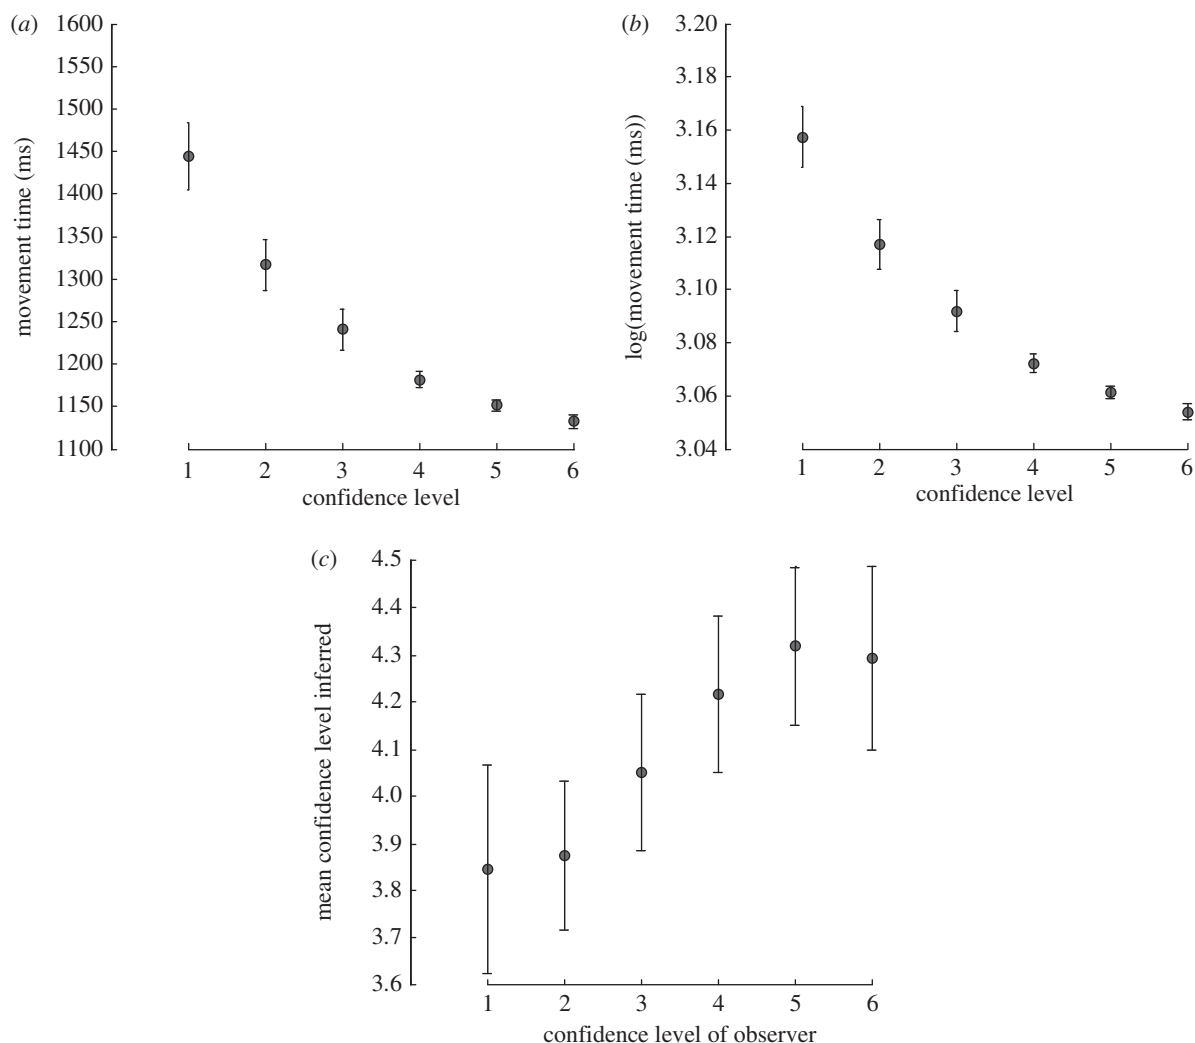 (a)
1600
1550
1500
1450
1400
1350
1300
1250
1200
1150
1100
movement time (ms)
1 2 3 4 5 6
confidence level
(b)
3.20
3.18
3.16
3.14
3.12
3.10
3.08
3.06
3.04
log(movement time (ms))
1 2 3 4 5 6
confidence level
(c)
4.5
4.4
4.3
4.2
4.1
4.0
3.9
3.8
3.7
3.6
mean confidence level inferred
1 2 3 4 5 6
confidence level of observer